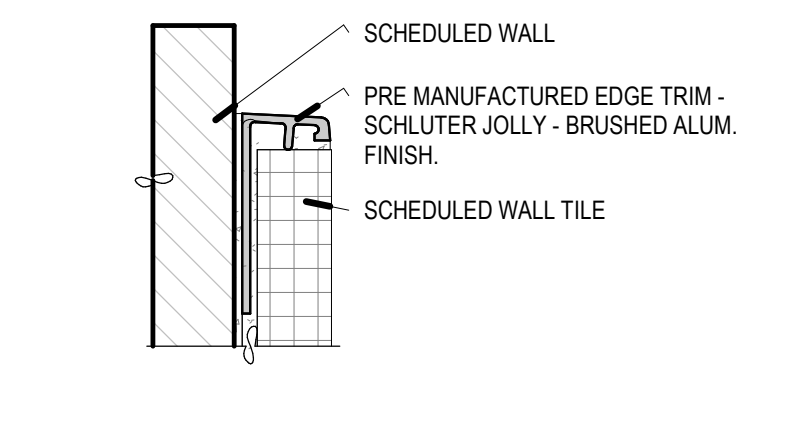 SCHEDULED WALL
PRE MANUFACTURED EDGE TRIM -
SCHLUTER JOLLY - BRUSHED ALUM.
FINISH.
SCHEDULED WALL TILE